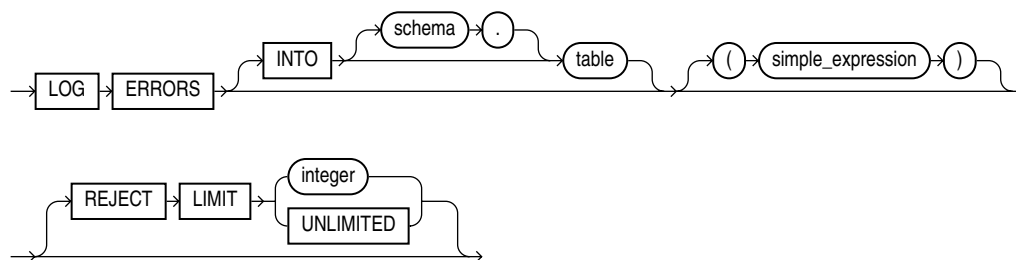 schema .
INTO table ( simple_expression )
LOG ERRORS
integer
REJECT LIMIT
UNLIMITED